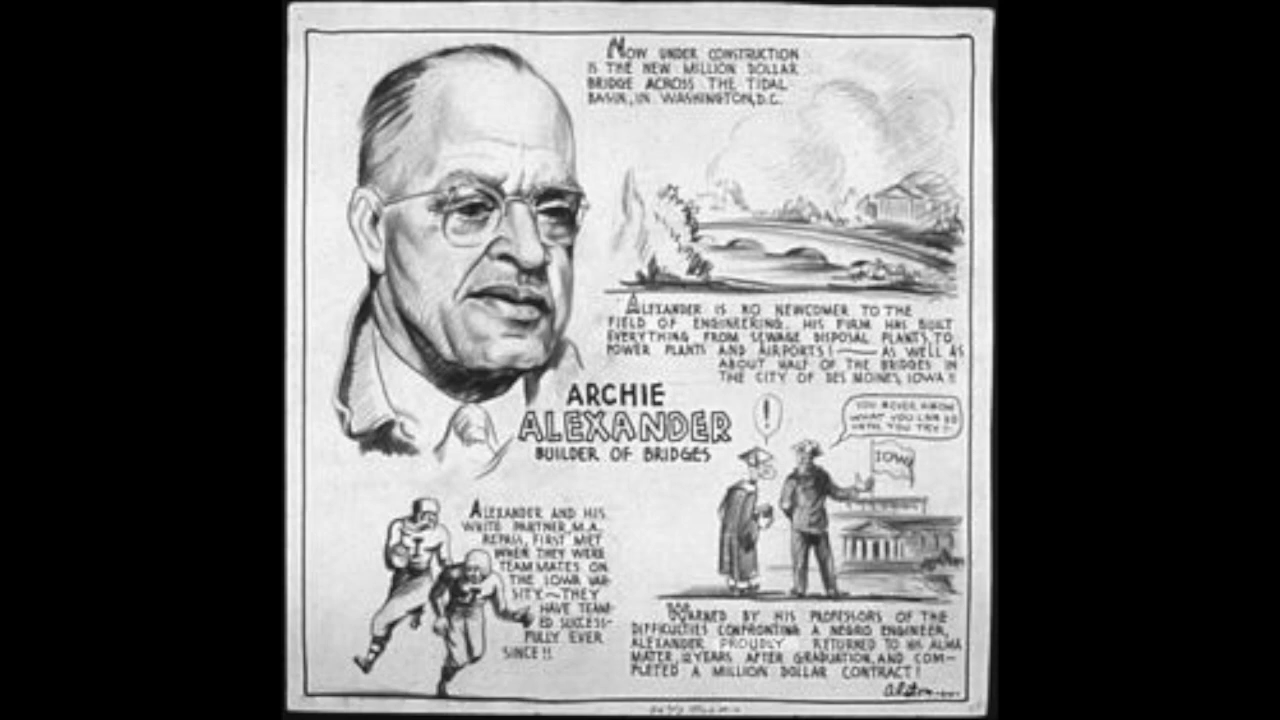 NOW UNDER CONSTRUCTION
IS THE NEW MILLION DOLLAR
BRIDGE ACROSS THE TIDAL
BASIN, IN WASHINGTON, D.C.
ALEXANDER IS NO NEWCOMER TO THE
FIELD OF ENGINEERING. HIS FIRM HAS BUILT
EVERYTHING FROM SEWAGE DISPOSAL PLANTS, TO
POWER PLANTS AND AIRPORTS! — AS WELL AS
ABOUT HALF OF THE BRIDGES IN
THE CITY OF DES MOINES, IOWA!!
ARCHIE
ALEXANDER
BUILDER OF BRIDGES
!
YOU NEVER KNOW
WHAT YOU CAN DO
UNTIL YOU TRY!
IOWA
ALEXANDER AND HIS
WHITE PARTNER, M.A.
REPASS, FIRST MET
WHEN THEY WERE
TEAM MATES ON
THE IOWA VAR-
SITY — THEY
HAVE TEAM-
ED SUCCESS-
FULLY EVER
SINCE!!
I
WARNED BY HIS PROFESSORS OF THE
DIFFICULTIES CONFRONTING A NEGRO ENGINEER,
ALEXANDER PROUDLY RETURNED TO HIS ALMA
MATER, 12 YEARS AFTER GRADUATION, AND COM-
PLETED A MILLION DOLLAR CONTRACT!
Alston